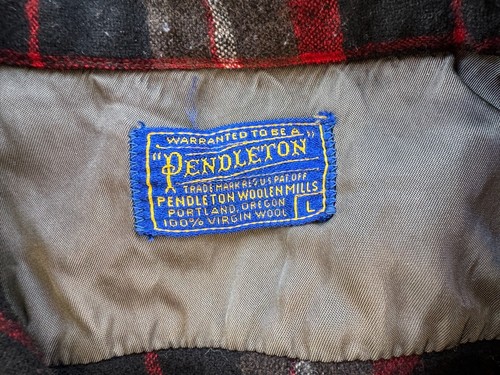 WARRANTED TO BE A
"PENDLETON"
TRADE MARK REG. U.S. PAT. OFF.
PENDLETON WOOLEN MILLS
PORTLAND, OREGON
100% VIRGIN WOOL
L